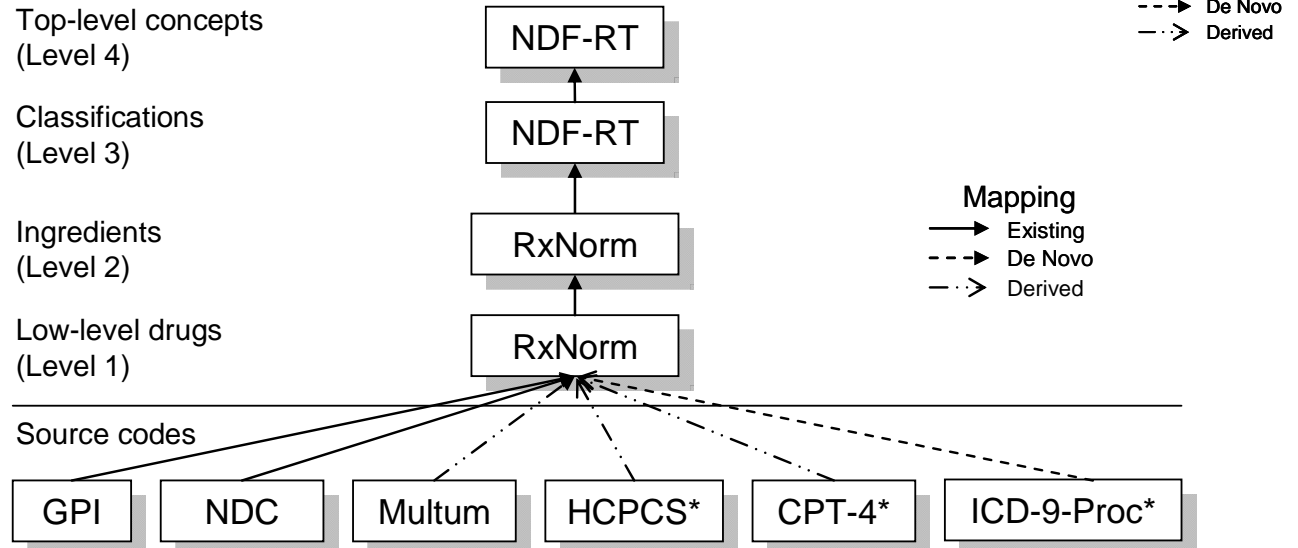 Top-level concepts
(Level 4)
NDF-RT
De Novo
Derived
Classifications
(Level 3)
NDF-RT
Mapping
Existing
De Novo
Derived
Ingredients
(Level 2)
RxNorm
Low-level drugs
(Level 1)
RxNorm
Source codes
GPI
NDC
Multum
HCPCS*
CPT-4*
ICD-9-Proc*